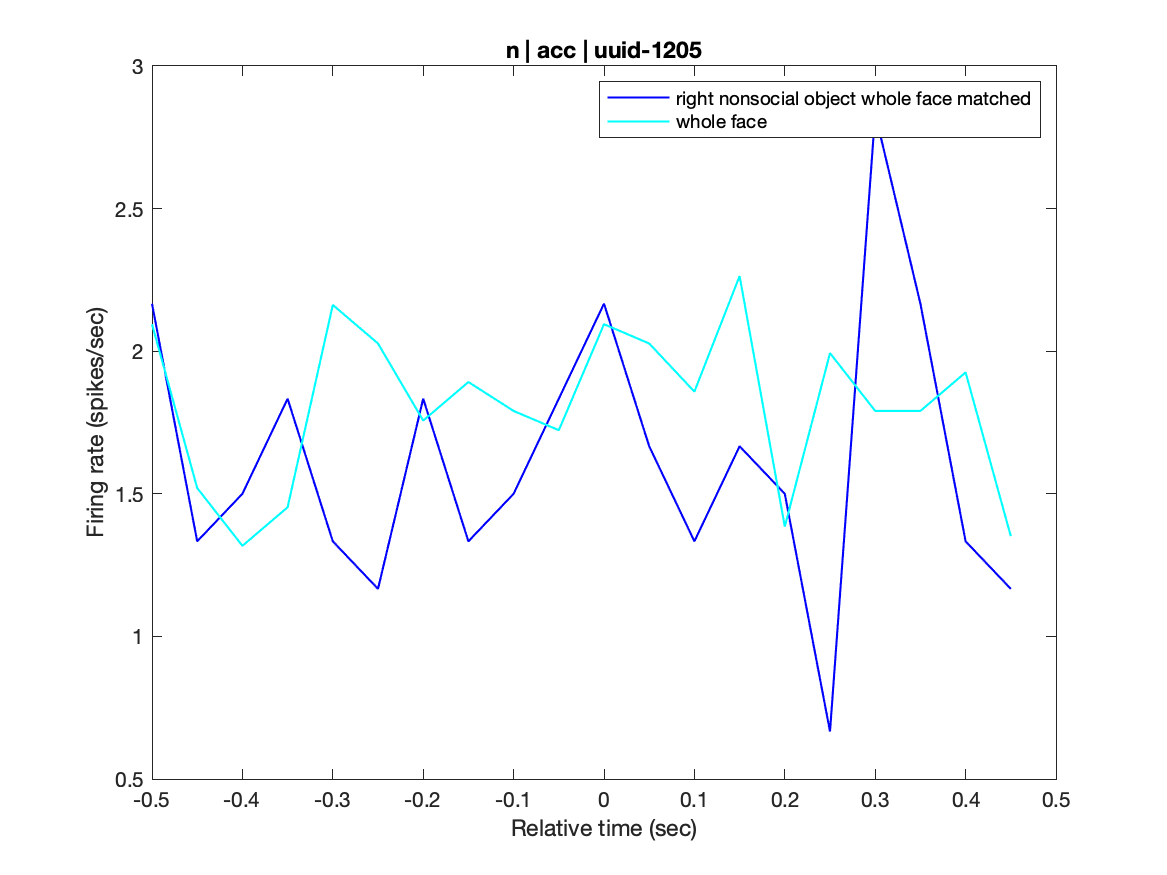 n | acc | uuid-1205
3
right nonsocial object whole face matched
whole face
2.5
2
1.5
1
0.5
Firing rate (spikes/sec)
-0.5 -0.4 -0.3 -0.2 -0.1 0 0.1 0.2 0.3 0.4 0.5
Relative time (sec)